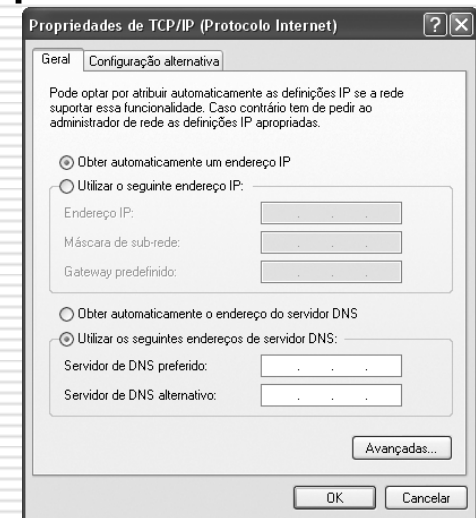 Propriedades de TCP/IP (Protocolo Internet)
Geral
Configuração alternativa
Pode optar por atribuir automaticamente as definições IP se a rede
suportar essa funcionalidade. Caso contrário tem de pedir ao
administrador de rede as definições IP apropriadas.
Obter automaticamente um endereço IP
Utilizar o seguinte endereço IP:
Endereço IP:
Máscara de sub-rede:
Gateway predefinido:
Obter automaticamente o endereço do servidor DNS
Utilizar os seguintes endereços de servidor DNS:
Servidor de DNS preferido:
Servidor de DNS alternativo:
Avançadas...
OK
Cancelar